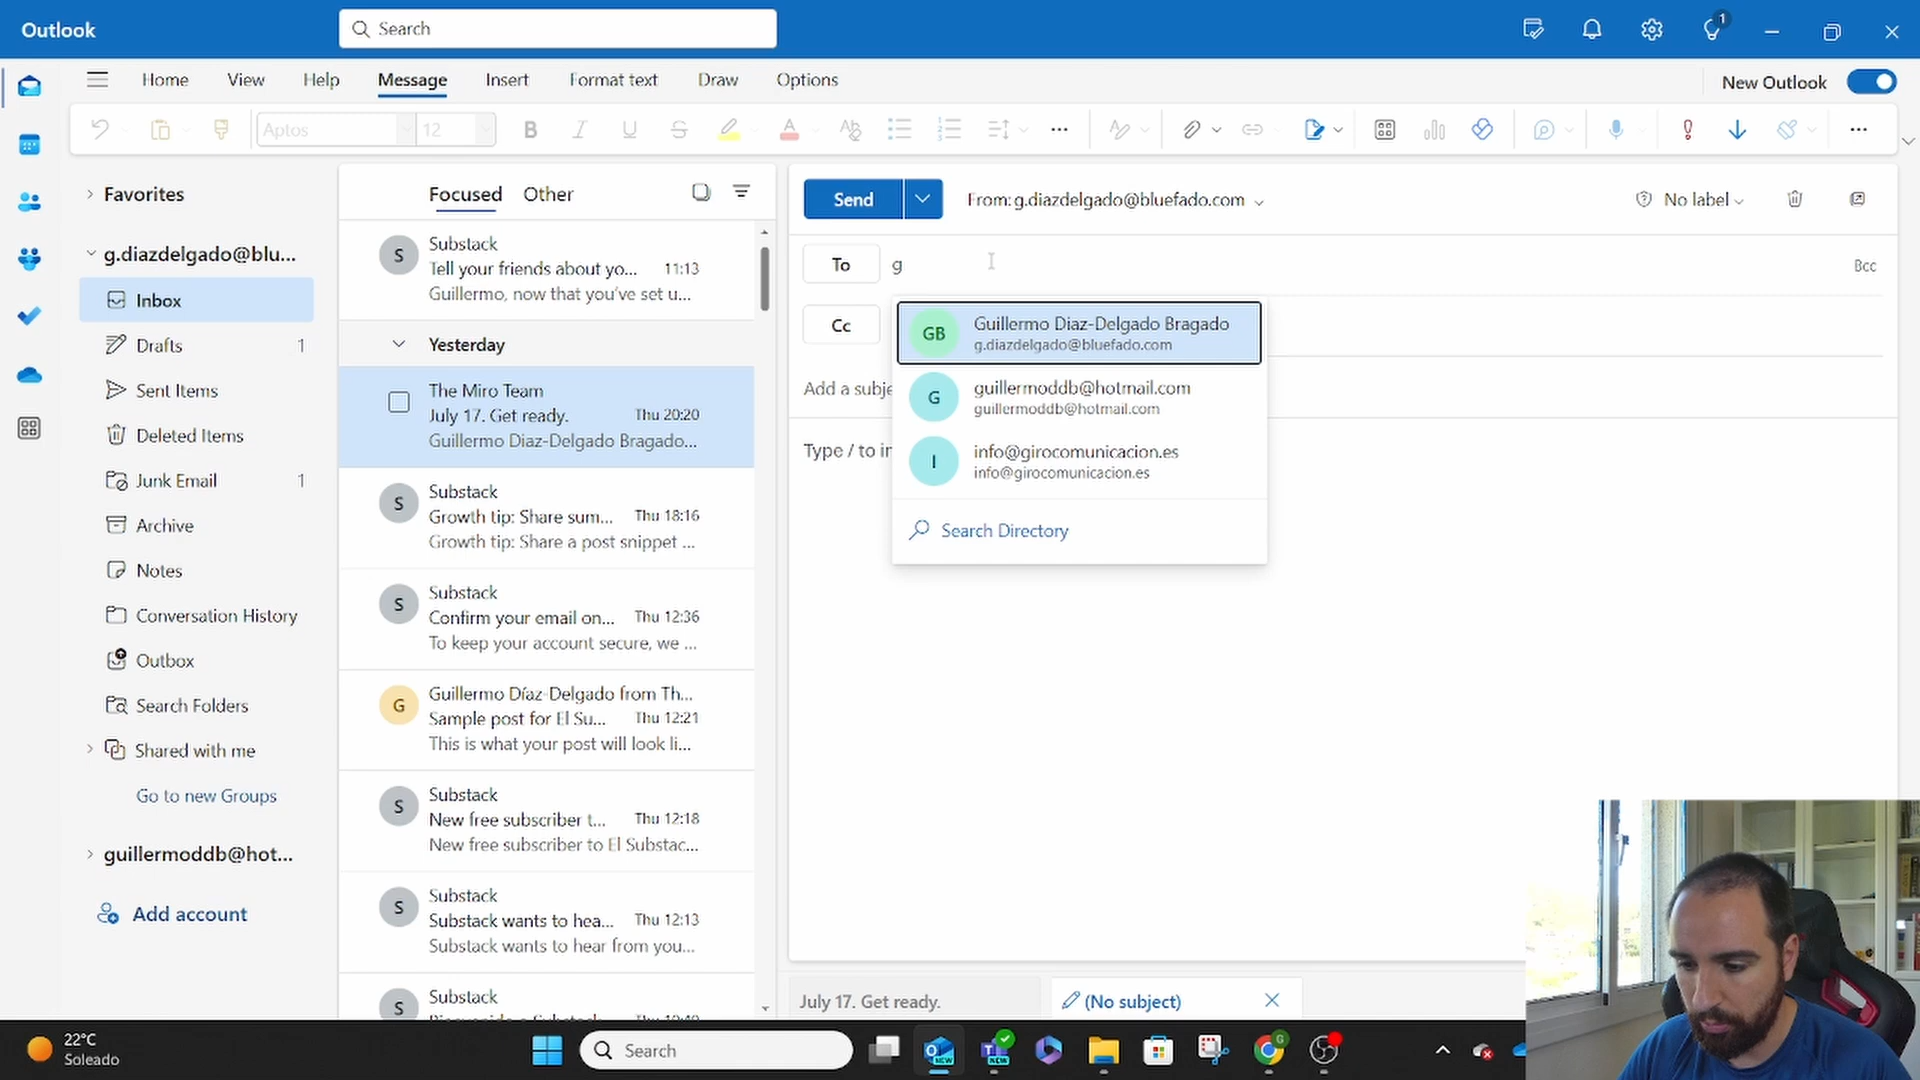 Outlook
Search
1
Home View Help Message Insert Format text Draw Options
New Outlook
Aptos 12
Favorites
g.diazdelgado@blu...
Inbox
Drafts 1
Sent Items
Deleted Items
Junk Email 1
Archive
Notes
Conversation History
Outbox
Search Folders
Shared with me
Go to new Groups
guillermoddb@hot...
Add account
Focused Other
S
Substack
Tell your friends about yo... 11:13
Guillermo, now that you've set u...
Yesterday
The Miro Team
July 17. Get ready. Thu 20:20
Guillermo Diaz-Delgado Bragado...
S
Substack
Growth tip: Share sum... Thu 18:16
Growth tip: Share a post snippet ...
S
Substack
Confirm your email on... Thu 12:36
To keep your account secure, we ...
G
Guillermo Díaz-Delgado from Th...
Sample post for El Su... Thu 12:21
This is what your post will look li...
S
Substack
New free subscriber t... Thu 12:18
New free subscriber to El Substac...
S
Substack
Substack wants to hea... Thu 12:13
Substack wants to hear from you...
S
Substack
Send From: g.diazdelgado@bluefado.com No label
To g Bcc
Cc
Add a subje
Type / to in
GB
Guillermo Diaz-Delgado Bragado
g.diazdelgado@bluefado.com
G
guillermoddb@hotmail.com
guillermoddb@hotmail.com
I
info@girocomunicacion.es
info@girocomunicacion.es
Search Directory
July 17. Get ready. (No subject)
22°C
Soleado
Search
NEW
NEW
G